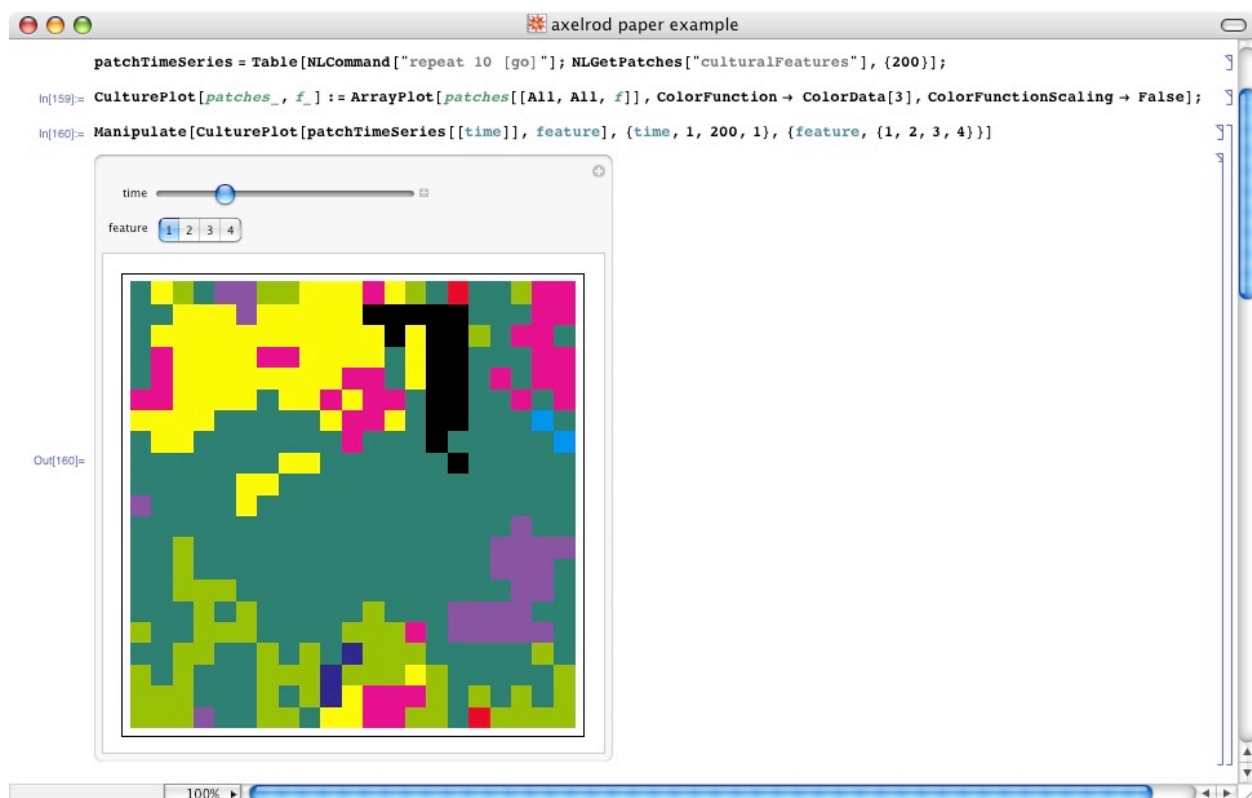 axelrod paper example
patchTimeSeries = Table[NLCommand["repeat 10 [go]"]; NLGetPatches["culturalFeatures"], {200}];
In[159]:= CulturePlot[patches_, f_] := ArrayPlot[patches[[All, All, f]], ColorFunction → ColorData[3], ColorFunctionScaling → False];
In[160]:= Manipulate[CulturePlot[patchTimeSeries[[time]], feature], {time, 1, 200, 1}, {feature, {1, 2, 3, 4}}]
time
feature 1 2 3 4
Out[160]=
100%